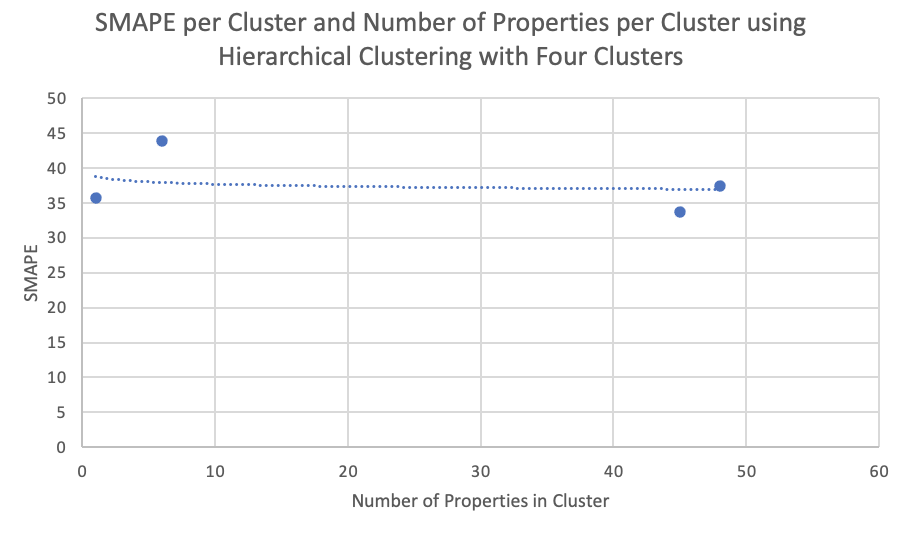 SMAPE per Cluster and Number of Properties per Cluster using
Hierarchical Clustering with Four Clusters
50
45
40
35
30
25
20
15
10
5
0
SMAPE
0 10 20 30 40 50 60
Number of Properties in Cluster